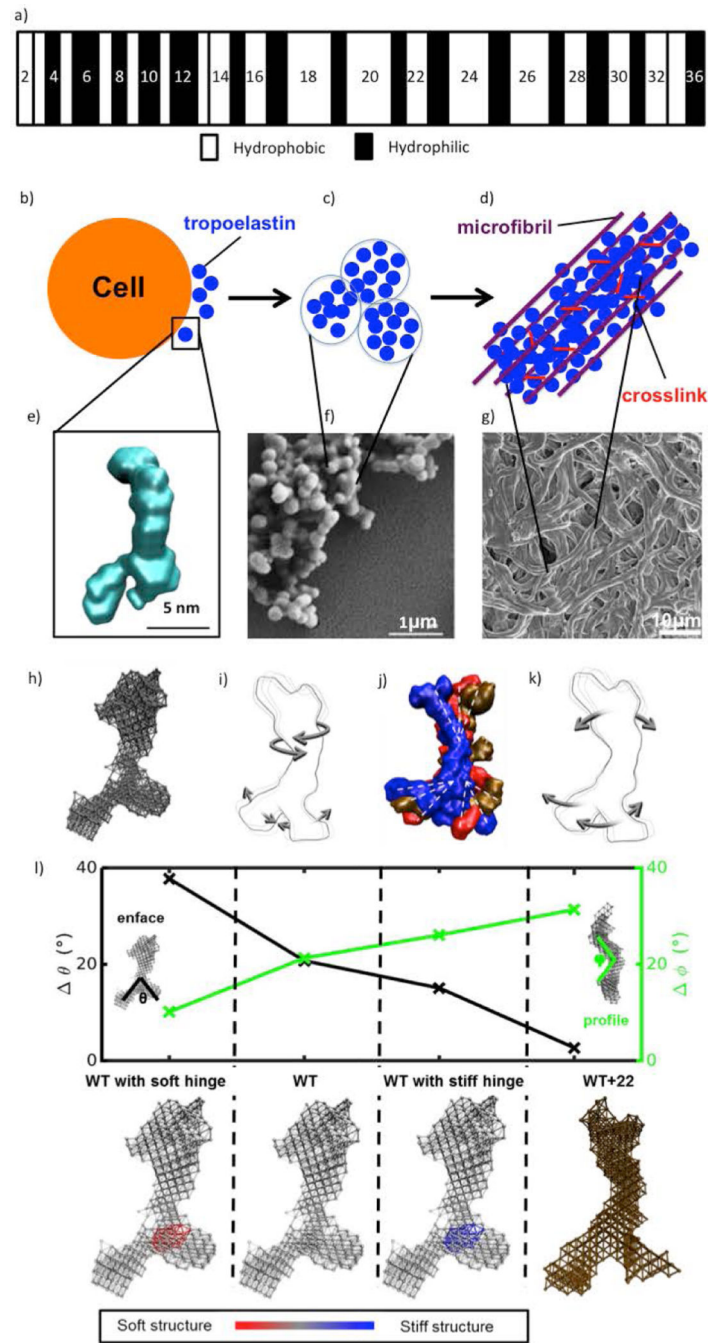 a)
2 4 6 8 10 12 14 16 18 20 22 24 26 28 30 32 36
Hydrophobic Hydrophilic
b) c) d)
tropoelastin microfibril
Cell
crosslink
e) f) g)
5 nm 1μm 10μm
h) i) j) k)
l)
40 40
enface
θ
Δ θ (°) 20 φ 20 Δ ϕ (°)
profile
0 0
WT with soft hinge WT WT with stiff hinge WT+22
Soft structure Stiff structure